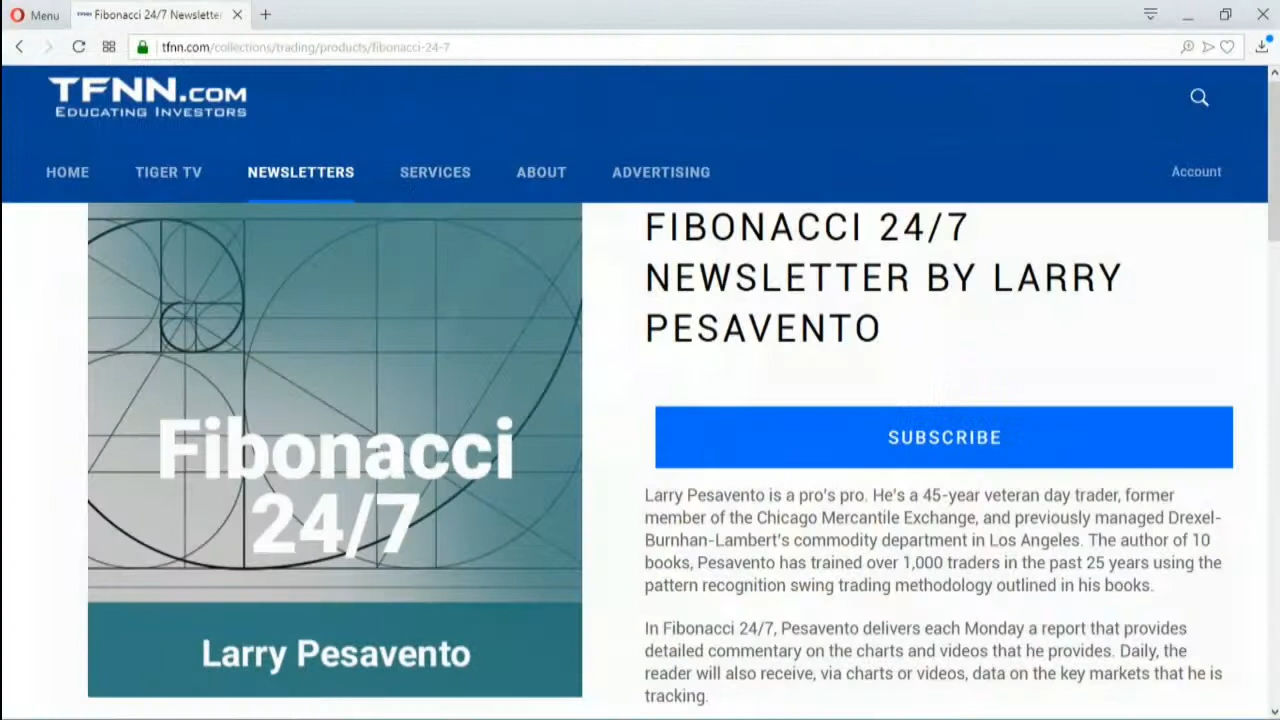 Menu
Fibonacci 24/7 Newsletter
tfnn.com/collections/trading/products/fibonacci-24-7
TFNN.COM
EDUCATING INVESTORS
HOME TIGER TV NEWSLETTERS SERVICES ABOUT ADVERTISING Account
FIBONACCI 24/7
NEWSLETTER BY LARRY
PESAVENTO
Fibonacci
24/7
Larry Pesavento
SUBSCRIBE
Larry Pesavento is a pro's pro. He's a 45-year veteran day trader, former
member of the Chicago Mercantile Exchange, and previously managed Drexel-
Burnhan-Lambert's commodity department in Los Angeles. The author of 10
books, Pesavento has trained over 1,000 traders in the past 25 years using the
pattern recognition swing trading methodology outlined in his books.
In Fibonacci 24/7, Pesavento delivers each Monday a report that provides
detailed commentary on the charts and videos that he provides. Daily, the
reader will also receive, via charts or videos, data on the key markets that he is
tracking.